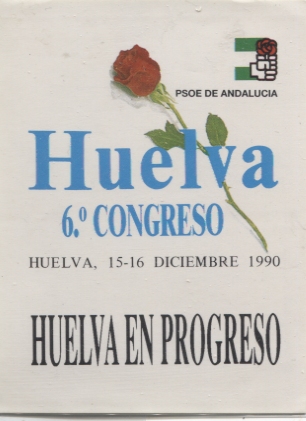 PSOE DE ANDALUCIA
Huelva
6.º CONGRESO
HUELVA, 15-16 DICIEMBRE 1990
HUELVA EN PROGRESO